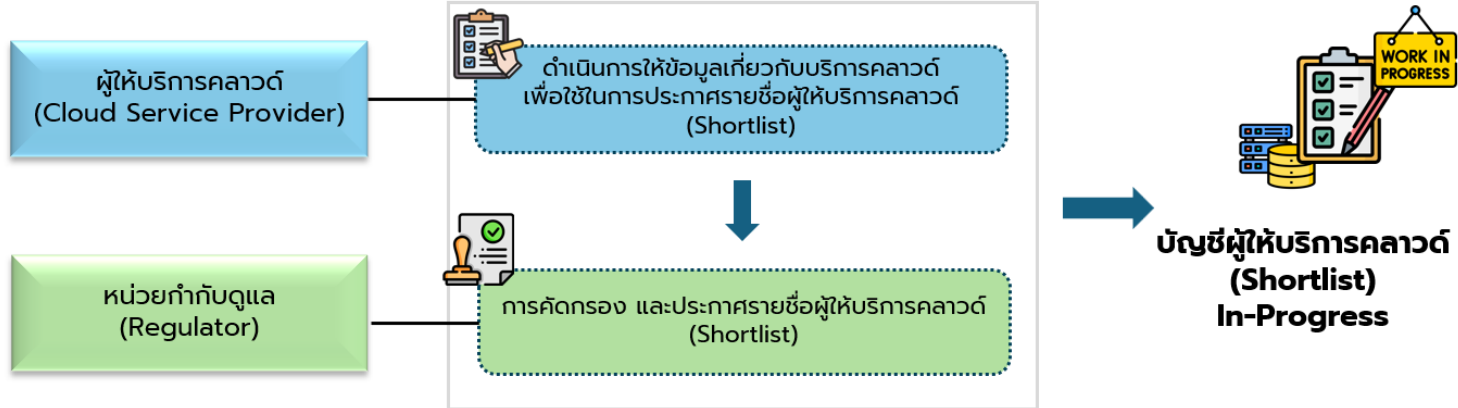 ผู้ให้บริการคลาวด์
(Cloud Service Provider)
ดำเนินการให้ข้อมูลเกี่ยวกับบริการคลาวด์
เพื่อใช้ในการประกาศรายชื่อผู้ให้บริการคลาวด์
(Shortlist)
WORK IN
PROGRESS
หน่วยกำกับดูแล
(Regulator)
การคัดกรอง และประกาศรายชื่อผู้ให้บริการคลาวด์
(Shortlist)
บัญชีผู้ให้บริการคลาวด์
(Shortlist)
In-Progress